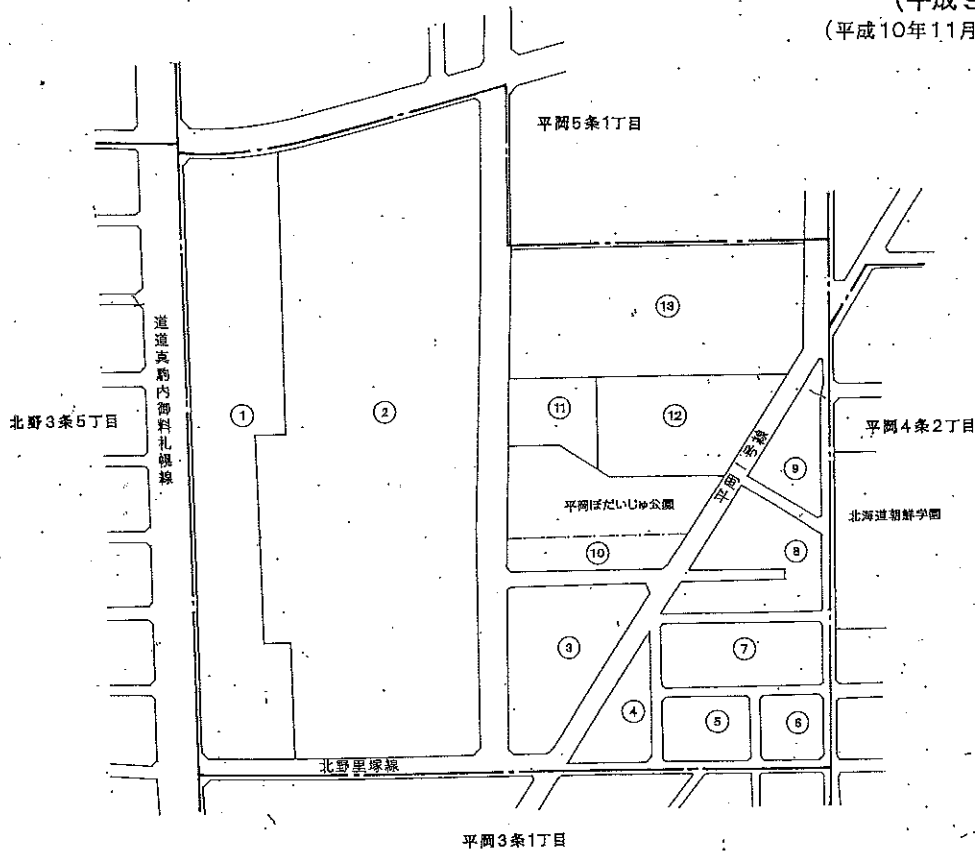 (平成
(平成10年11月
平岡5条1丁目
⑬
道道真駒内御料札幌線
北野3条5丁目
①
②
⑪
⑫
平岡1号線
⑨
平岡4条2丁目
平岡ぼだいじゅ公園
北海道朝鮮学園
⑩
⑧
③
⑦
④
⑤
⑥
北野里塚線
平岡3条1丁目